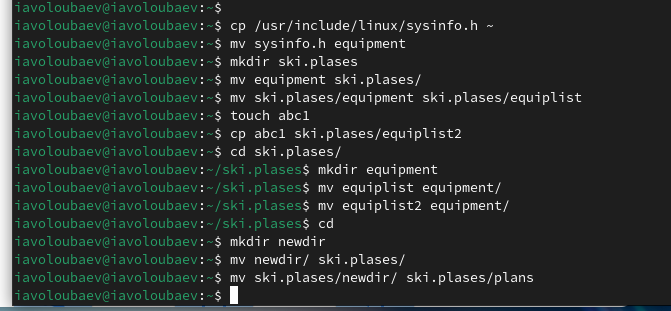 iavoloubaev@iavoloubaev:~$
iavoloubaev@iavoloubaev:~$ cp /usr/include/linux/sysinfo.h ~
iavoloubaev@iavoloubaev:~$ mv sysinfo.h equipment
iavoloubaev@iavoloubaev:~$ mkdir ski.plases
iavoloubaev@iavoloubaev:~$ mv equipment ski.plases/
iavoloubaev@iavoloubaev:~$ mv ski.plases/equipment ski.plases/equiplist
iavoloubaev@iavoloubaev:~$ touch abc1
iavoloubaev@iavoloubaev:~$ cp abc1 ski.plases/equiplist2
iavoloubaev@iavoloubaev:~$ cd ski.plases/
iavoloubaev@iavoloubaev:~/ski.plases$ mkdir equipment
iavoloubaev@iavoloubaev:~/ski.plases$ mv equiplist equipment/
iavoloubaev@iavoloubaev:~/ski.plases$ mv equiplist2 equipment/
iavoloubaev@iavoloubaev:~/ski.plases$ cd
iavoloubaev@iavoloubaev:~$ mkdir newdir
iavoloubaev@iavoloubaev:~$ mv newdir/ ski.plases/
iavoloubaev@iavoloubaev:~$ mv ski.plases/newdir/ ski.plases/plans
iavoloubaev@iavoloubaev:~$